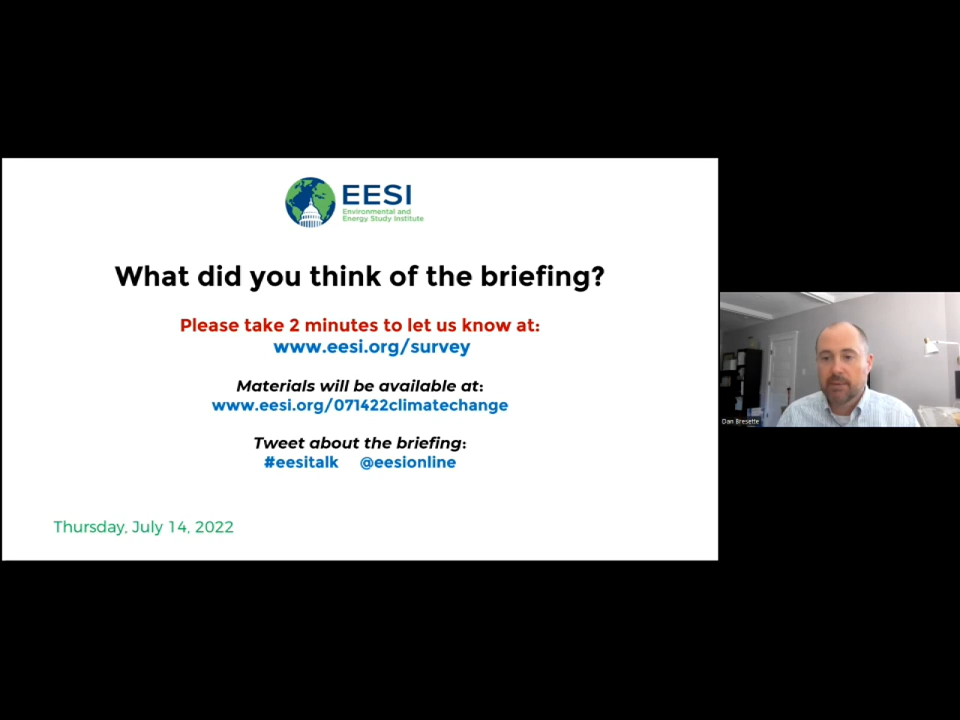 EESI
Environmental and
Energy Study Institute
What did you think of the briefing?
Please take 2 minutes to let us know at:
www.eesi.org/survey
Materials will be available at:
www.eesi.org/071422climatechange
Tweet about the briefing:
#eesitalk @eesionline
Thursday, July 14, 2022
Dan Bresette